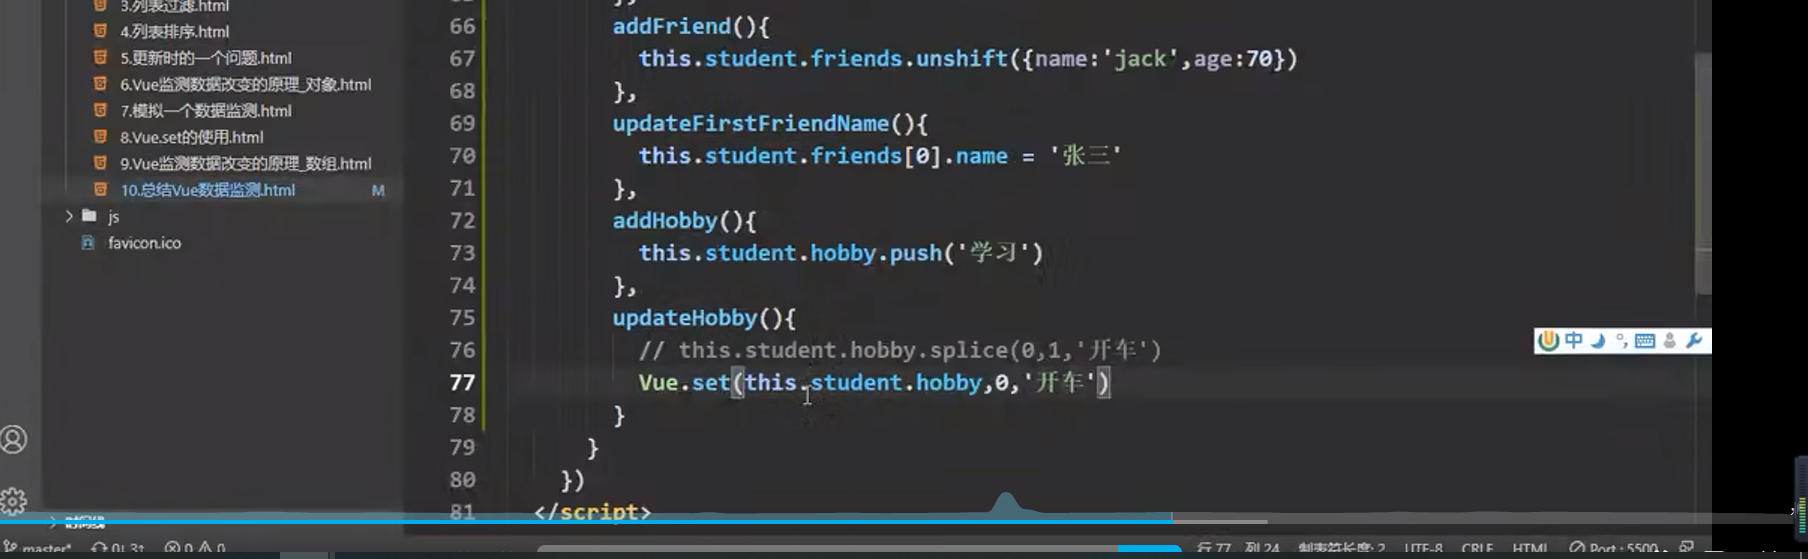 3.列表过滤.html
4.列表排序.html
5.更新时的一个问题.html
6.Vue监测数据改变的原理_对象.html
7.模拟一个数据监测.html
8.Vue.set的使用.html
9.Vue监测数据改变的原理_数组.html
10.总结Vue数据监测.html M
js
favicon.ico
时间线
66 addFriend(){
67 this.student.friends.unshift({name:'jack',age:70})
68 },
69 updateFirstFriendName(){
70 this.student.friends[0].name = '张三'
71 },
72 addHobby(){
73 this.student.hobby.push('学习')
74 },
75 updateHobby(){
76 // this.student.hobby.splice(0,1,'开车')
77 Vue.set(this.student.hobby,0,'开车')
78 }
79 }
80 })
81 </script>
中
master* 0↓ 3↑ 0 0 行 77, 列 24 制表符长度: 2 UTF-8 CRLF HTML Port : 5500